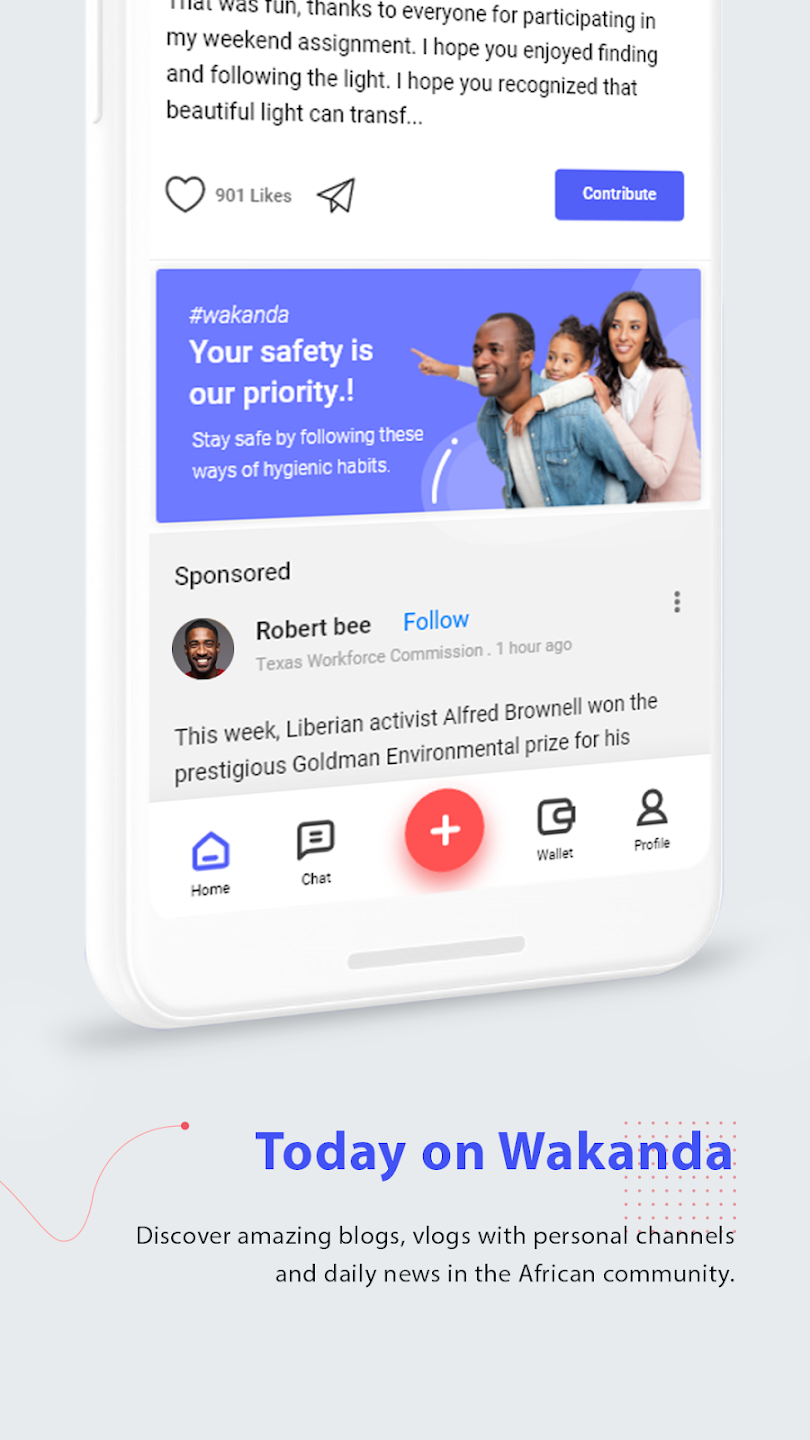 That was fun, thanks to everyone for participating in
my weekend assignment. I hope you enjoyed finding
and following the light. I hope you recognized that
beautiful light can transf...
901 Likes
Contribute
#wakanda
Your safety is
our priority.!
Stay safe by following these
ways of hygienic habits.
Sponsored
Robert bee Follow
Texas Workforce Commission . 1 hour ago
This week, Liberian activist Alfred Brownell won the
prestigious Goldman Environmental prize for his
Home
Chat
Wallet
Profile
Today on Wakanda
Discover amazing blogs, vlogs with personal channels
and daily news in the African community.